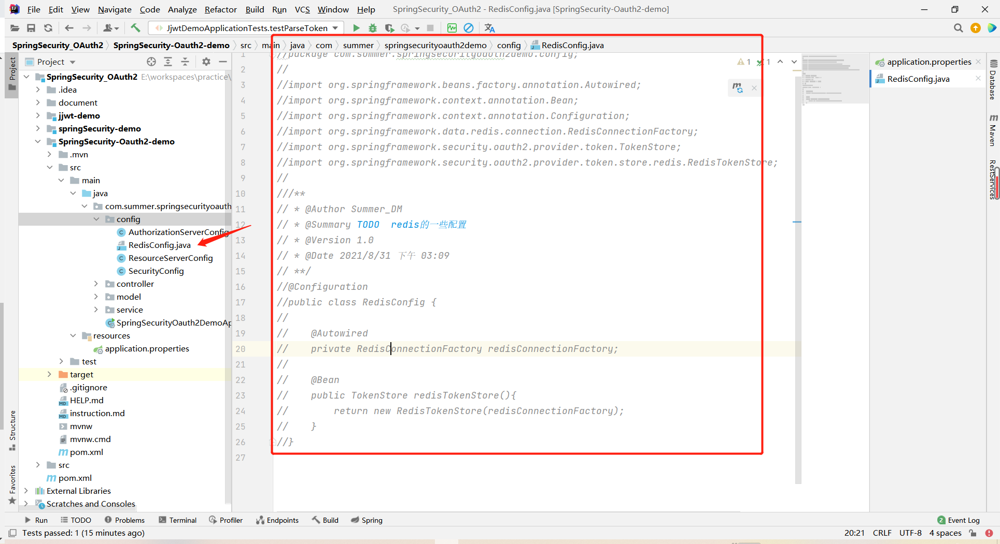 File Edit View Navigate Code Analyze Refactor Build Run VCS Window Help SpringSecurity_OAuth2 - RedisConfig.java [SpringSecurity-Oauth2-demo]
JjwtDemoApplicationTests.testParseToken
SpringSecurity_OAuth2 SpringSecurity-Oauth2-demo src main java com summer springsecurityoauth2demo config RedisConfig.java
Project
Project
SpringSecurity_OAuth2 E:\workspaces\practice\
.idea
document
jjwt-demo
springSecurity-demo
SpringSecurity-Oauth2-demo
.mvn
src
main
java
com.summer.springsecurityoauth
config
AuthorizationServerConfig
RedisConfig.java
ResourceServerConfig
SecurityConfig
controller
model
service
SpringSecurityOauth2DemoAp
resources
application.properties
test
target
.gitignore
HELP.md
instruction.md
mvnw
mvnw.cmd
pom.xml
src
pom.xml
External Libraries
Scratches and Consoles
Structure
Favorites
1 //package com.summer.springsecurityoauth2demo.config;
2 //
3 //import org.springframework.beans.factory.annotation.Autowired;
4 //import org.springframework.context.annotation.Bean;
5 //import org.springframework.context.annotation.Configuration;
6 //import org.springframework.data.redis.connection.RedisConnectionFactory;
7 //import org.springframework.security.oauth2.provider.token.TokenStore;
8 //import org.springframework.security.oauth2.provider.token.store.redis.RedisTokenStore;
9 //
10 ///**
11 // * @Author Summer_DM
12 // * @Summary TODO redis的一些配置
13 // * @Version 1.0
14 // * @Date 2021/8/31 下午 03:09
15 // **/
16 //@Configuration
17 //public class RedisConfig {
18 //
19 // @Autowired
20 // private RedisConnectionFactory redisConnectionFactory;
21 //
22 // @Bean
23 // public TokenStore redisTokenStore(){
24 // return new RedisTokenStore(redisConnectionFactory);
25 // }
26 //}
27
1 1
application.properties
RedisConfig.java
Database
Maven
RestServices
Run TODO Problems Terminal Profiler Endpoints Build Spring 2 Event Log
Tests passed: 1 (15 minutes ago) 20:21 CRLF UTF-8 4 spaces